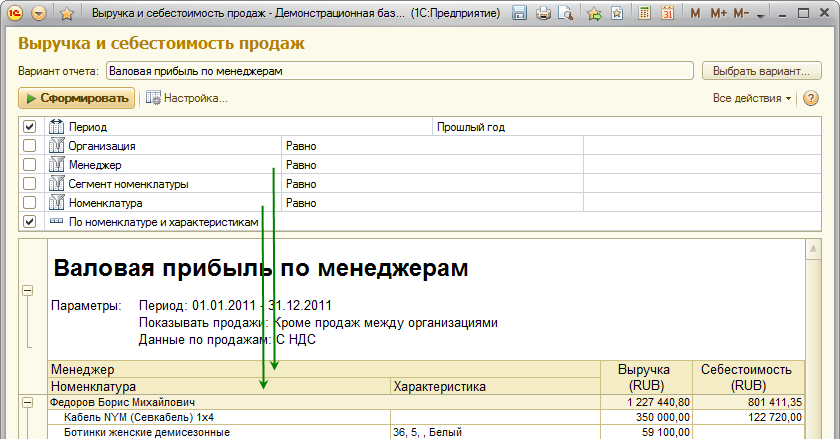 Выручка и себестоимость продаж - Демонстрационная баз... (1С:Предприятие) M M+ M-
Выручка и себестоимость продаж
Вариант отчета: Валовая прибыль по менеджерам Выбрать вариант...
Сформировать Настройка... Все действия ?
Период Прошлый год
Организация Равно
Менеджер Равно
Сегмент номенклатуры Равно
Номенклатура Равно
По номенклатуре и характеристикам
Валовая прибыль по менеджерам
Параметры: Период: 01.01.2011 - 31.12.2011
Показывать продажи: Кроме продаж между организациями
Данные по продажам: С НДС
Менеджер Выручка (RUB) Себестоимость (RUB)
Номенклатура Характеристика
Федоров Борис Михайлович 1 227 440,80 801 411,35
Кабель NYM (Севкабель) 1x4 350 000,00 122 720,00
Ботинки женские демисезонные 36, 5, , Белый 59 100,00